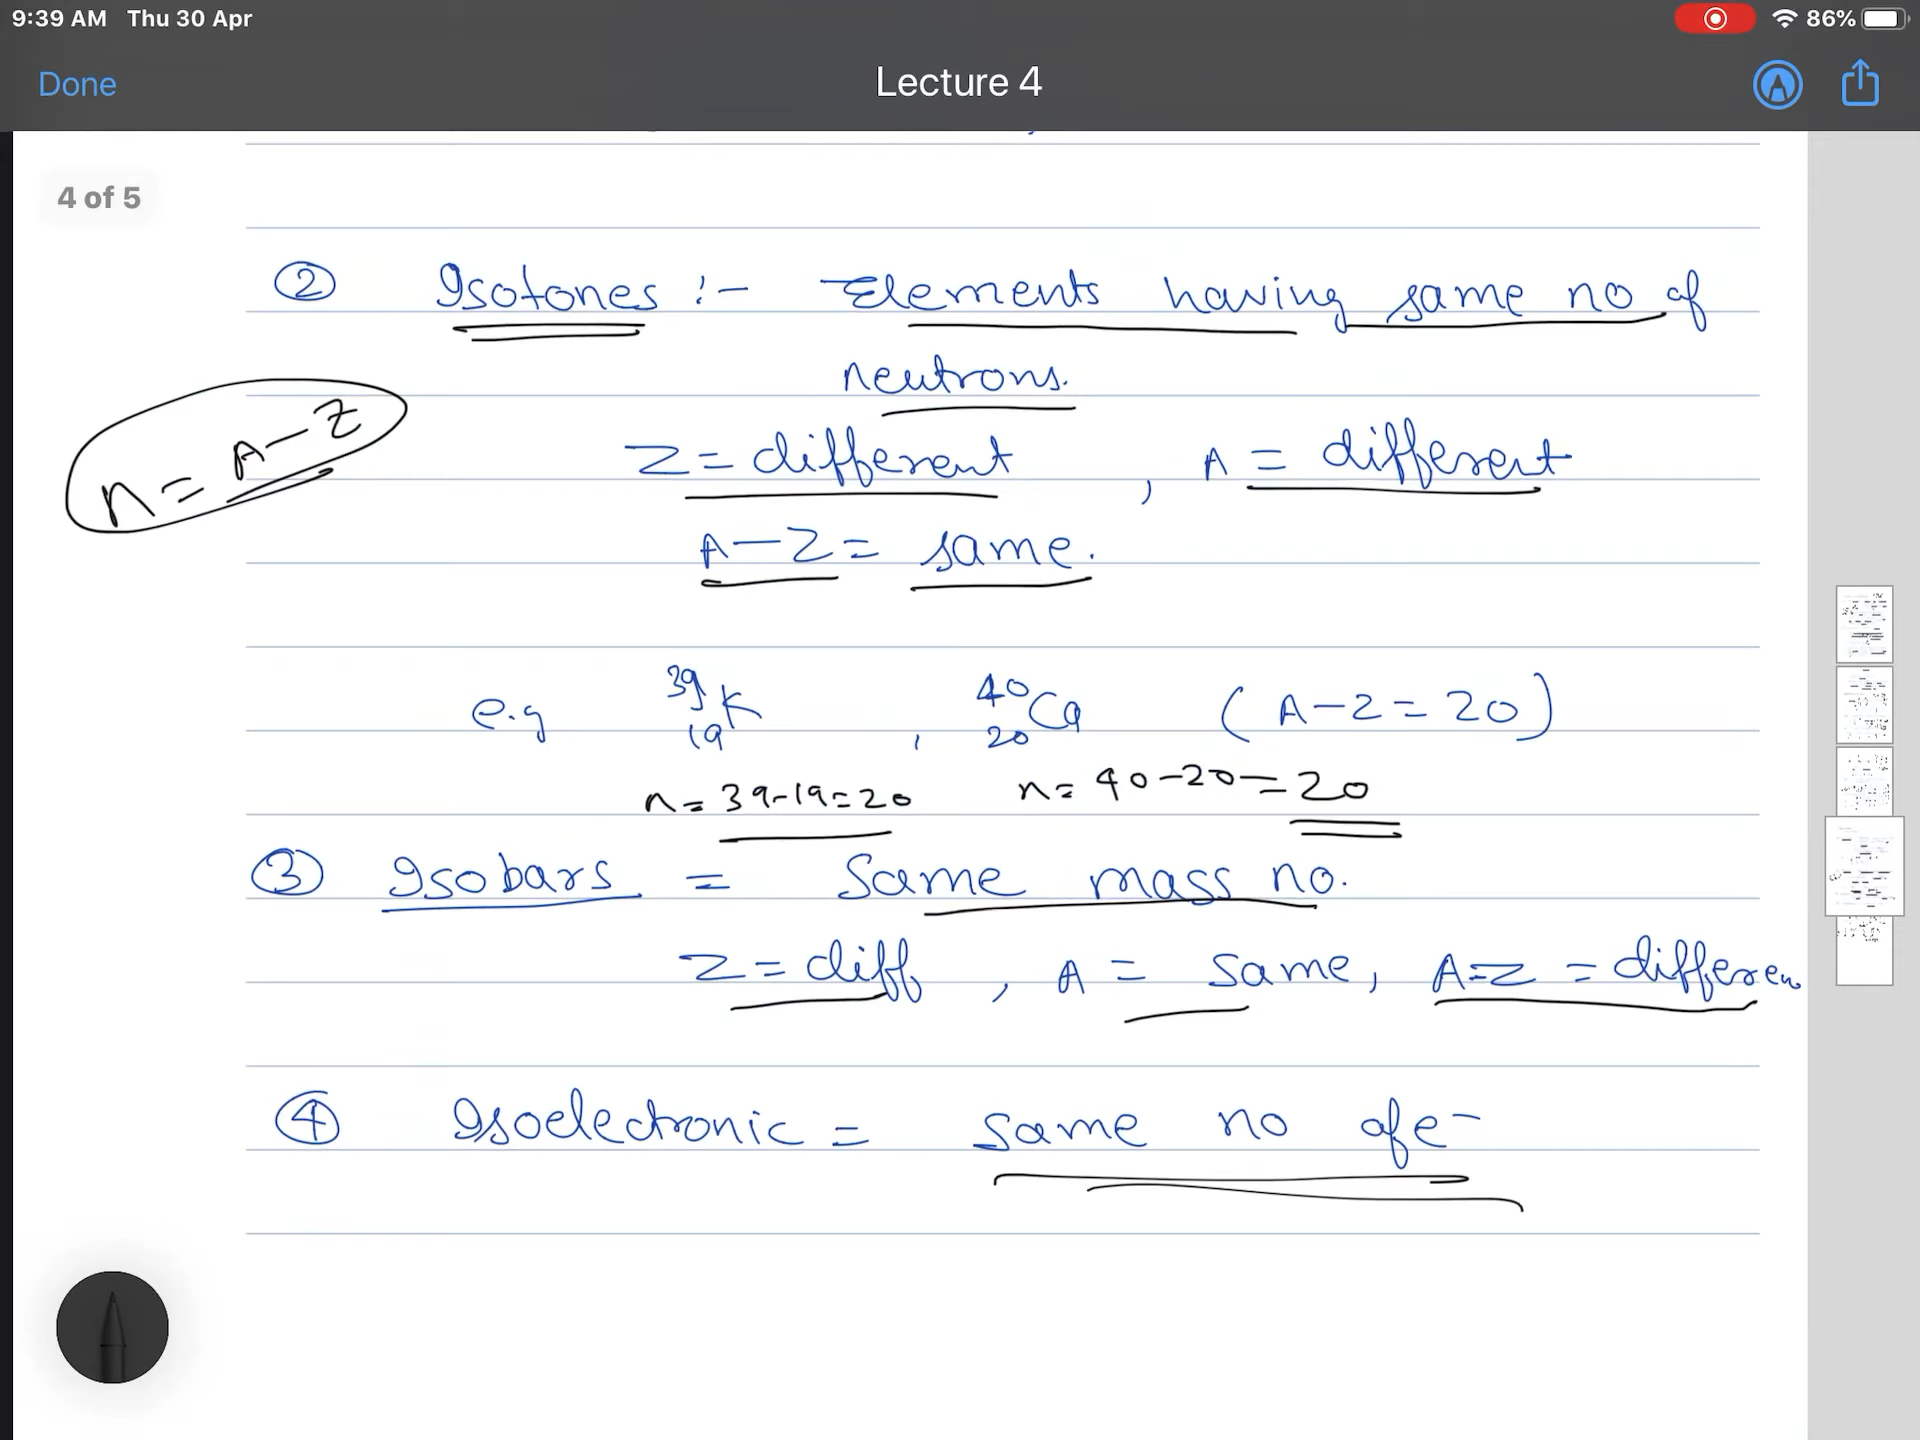 9:39 AM Thu 30 Apr
86%
Done
Lecture 4
4 of 5
② Isotones :- Elements having same no of
neutrons.
n = A-Z
Z = different , A = different
A-Z = same.
e.g ³⁹₁₉K , ⁴⁰₂₀Ca (A-Z = 20)
n = 39-19 = 20 n = 40-20 = 20
③ Isobars = Same mass no.
Z = diff , A = same, A-Z = differen
④ Isoelectronic = same no of e⁻